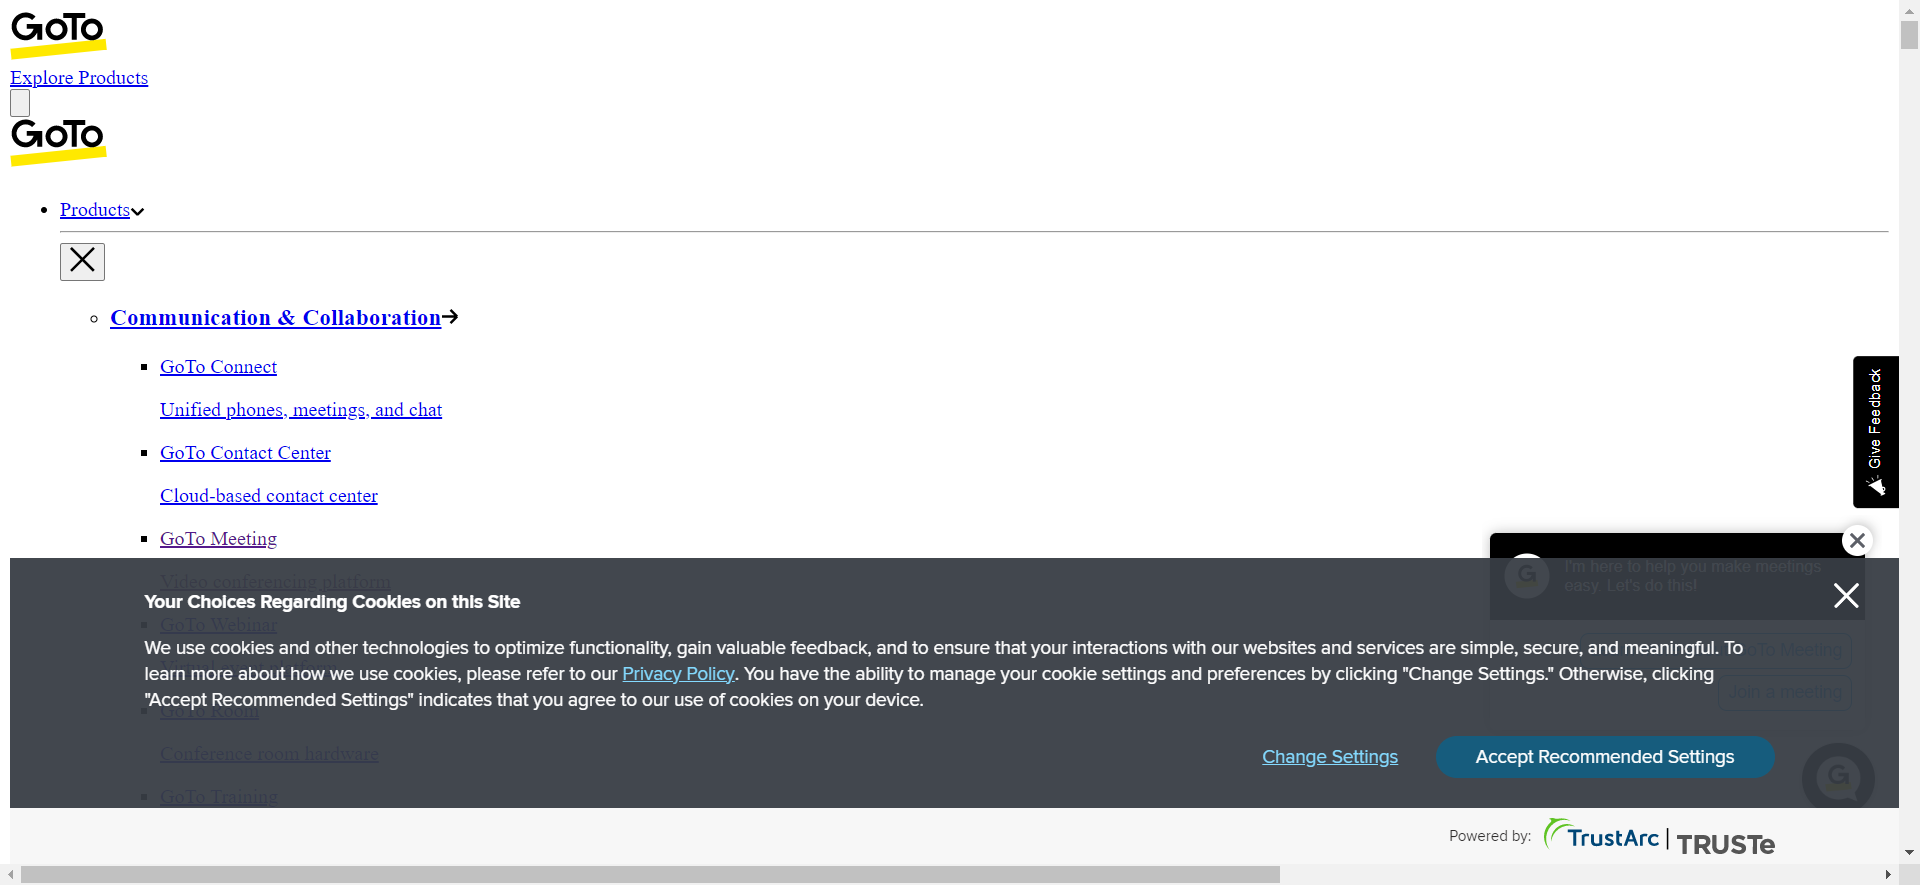 GoTo
Explore Products
GoTo
Products
Communication & Collaboration
GoTo Connect
Unified phones, meetings, and chat
GoTo Contact Center
Cloud-based contact center
GoTo Meeting
Video conferencing platform
GoTo Webinar
GoTo Room
Conference room hardware
GoTo Training
Give Feedback
G
I'm here to help you make meetings
easy. Let's do this!
GoTo Meeting
Join a meeting
Your Choices Regarding Cookies on this Site
We use cookies and other technologies to optimize functionality, gain valuable feedback, and to ensure that your interactions with our websites and services are simple, secure, and meaningful. To
learn more about how we use cookies, please refer to our Privacy Policy. You have the ability to manage your cookie settings and preferences by clicking "Change Settings." Otherwise, clicking
"Accept Recommended Settings" indicates that you agree to our use of cookies on your device.
Change Settings
Accept Recommended Settings
G
Powered by: TrustArc | TRUSTe